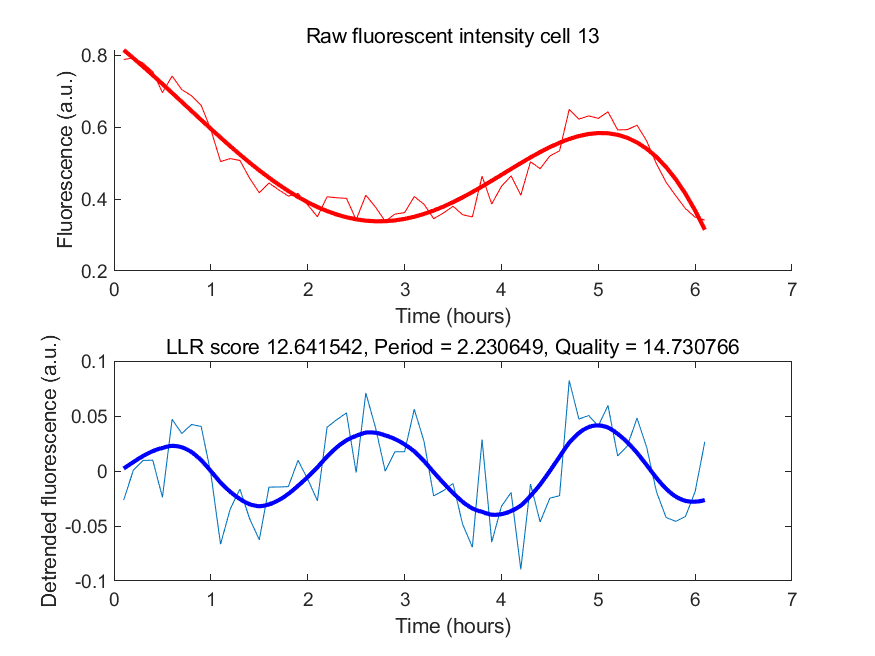 Raw fluorescent intensity cell 13
Fluorescence (a.u.)
0.8
0.6
0.4
0.2
0 1 2 3 4 5 6 7
Time (hours)
LLR score 12.641542, Period = 2.230649, Quality = 14.730766
Detrended fluorescence (a.u.)
0.1
0.05
0
-0.05
-0.1
0 1 2 3 4 5 6 7
Time (hours)